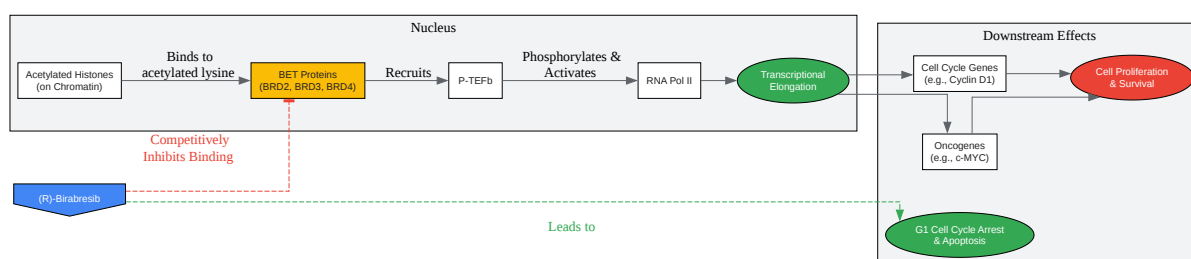 Nucleus
Downstream Effects
Acetylated Histones
(on Chromatin)
Binds to
acetylated lysine
BET Proteins
(BRD2, BRD3, BRD4)
Recruits
P-TEFb
Phosphorylates &
Activates
RNA Pol II
Transcriptional
Elongation
Cell Cycle Genes
(e.g., Cyclin D1)
Cell Proliferation
& Survival
Oncogenes
(e.g., c-MYC)
Competitively
Inhibits Binding
(R)-Birabresib
Leads to
G1 Cell Cycle Arrest
& Apoptosis